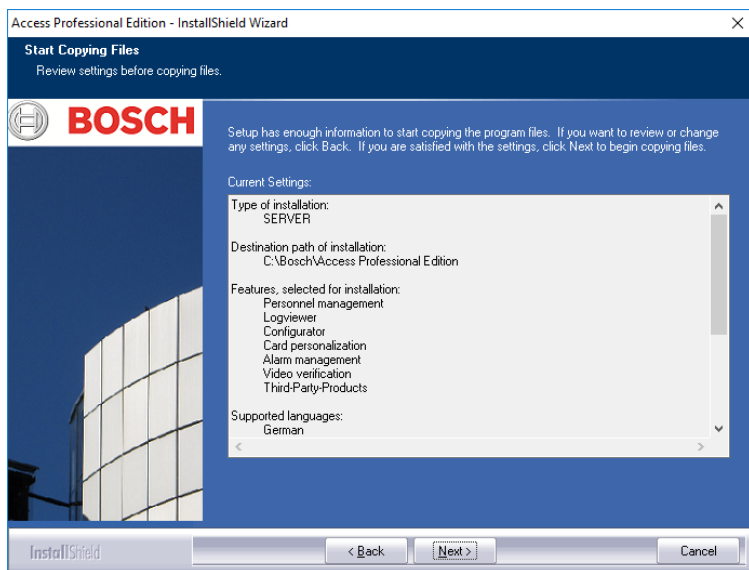 Access Professional Edition - InstallShield Wizard
Start Copying Files
Review settings before copying files.
BOSCH
Setup has enough information to start copying the program files. If you want to review or change
any settings, click Back. If you are satisfied with the settings, click Next to begin copying files.
Current Settings:
Type of installation:
SERVER
Destination path of installation:
C:\Bosch\Access Professional Edition
Features, selected for installation:
Personnel management
Logviewer
Configurator
Card personalization
Alarm management
Video verification
Third-Party-Products
Supported languages:
German
InstallShield
< Back
Next >
Cancel